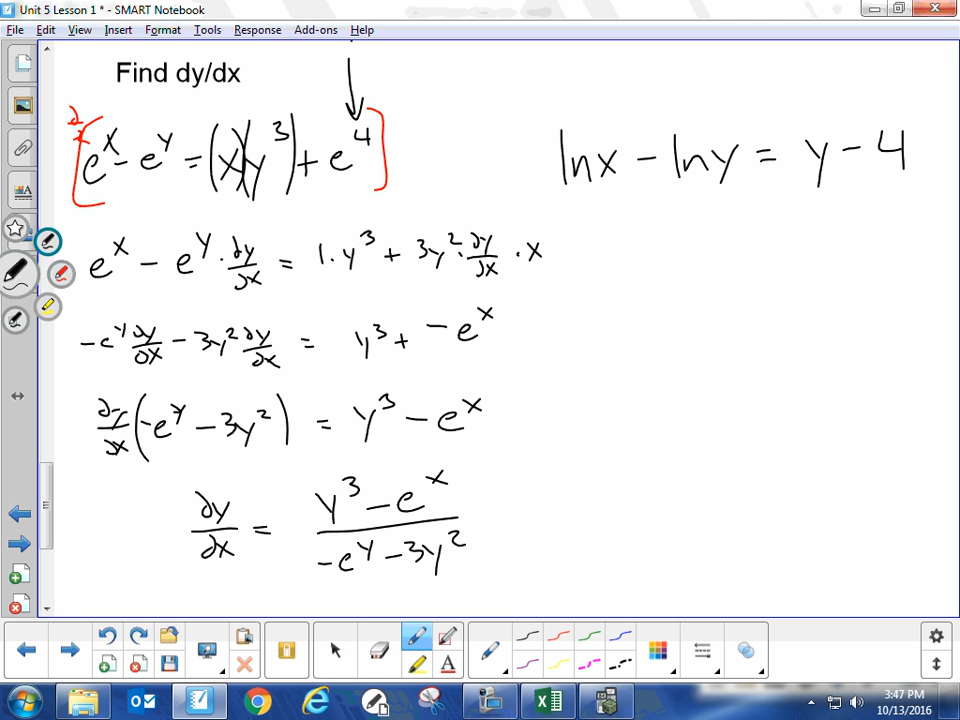 Unit 5 Lesson 1 * - SMART Notebook
File Edit View Insert Format Tools Response Add-ons Help
Find dy/dx
d/dx [e^x - e^y = (x)(y^3) + e^4]
ln x - ln y = y - 4
e^x - e^y · dy/dx = 1 · y^3 + 3y^2 · dy/dx · x
-e^y dy/dx - 3y^2 dy/dx = y^3 + -e^x
dy/dx (-e^y - 3y^2) = y^3 - e^x
dy/dx = (y^3 - e^x)/(-e^y - 3y^2)
3:47 PM
10/13/2016